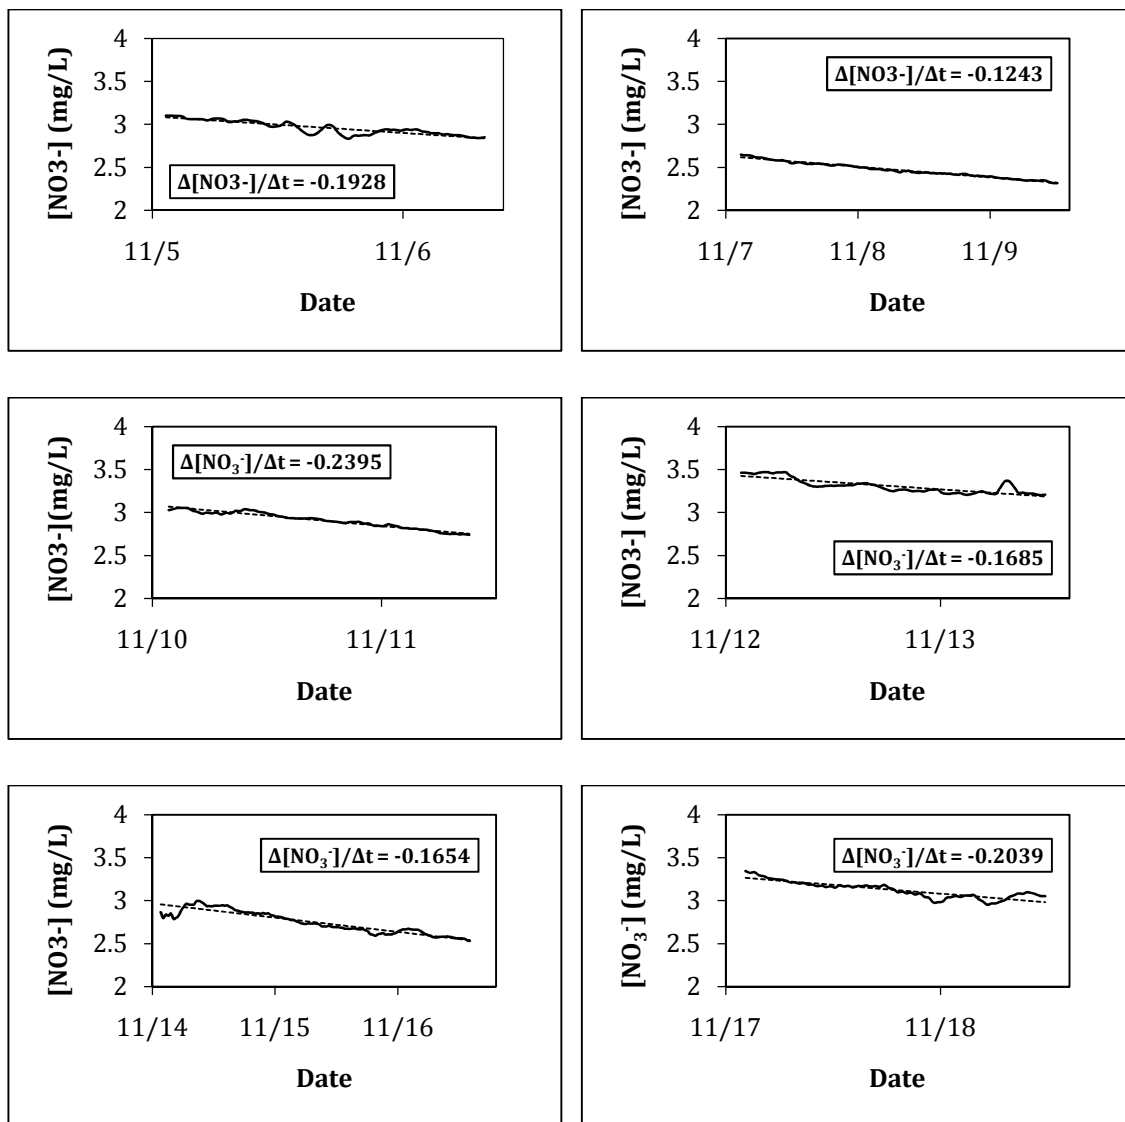 [NO3-] (mg/L)
4
3.5
3
2.5
2
Δ[NO3-]/Δt = -0.1928
11/5 11/6
Date
[NO3-] (mg/L)
4
3.5
3
2.5
2
Δ[NO3-]/Δt = -0.1243
11/7 11/8 11/9
Date
[NO3-](mg/L)
4
3.5
3
2.5
2
Δ[NO₃⁻]/Δt = -0.2395
11/10 11/11
Date
[NO3-] (mg/L)
4
3.5
3
2.5
2
Δ[NO₃⁻]/Δt = -0.1685
11/12 11/13
Date
[NO3-] (mg/L)
4
3.5
3
2.5
2
Δ[NO₃⁻]/Δt = -0.1654
11/14 11/15 11/16
Date
[NO₃⁻] (mg/L)
4
3.5
3
2.5
2
Δ[NO₃⁻]/Δt = -0.2039
11/17 11/18
Date